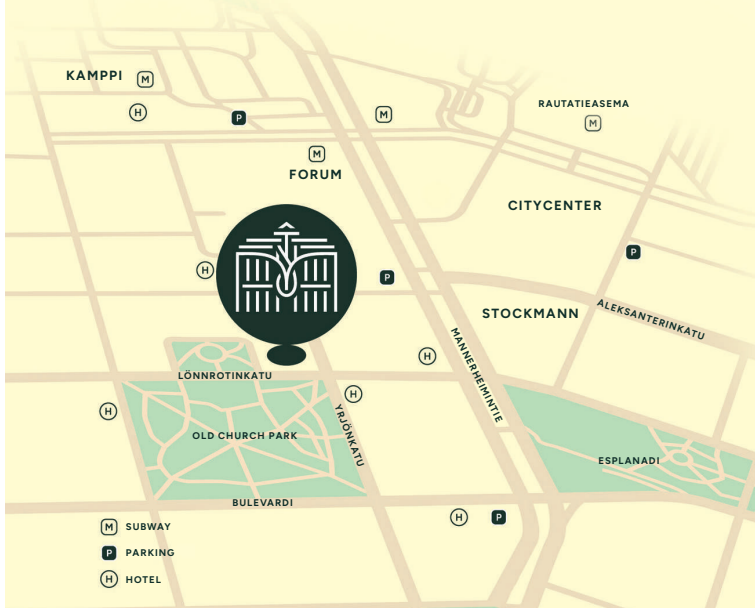 KAMPPI M
H
P
M
RAUTATIEASEMA
M
M
FORUM
CITYCENTER
H
P
P
STOCKMANN
ALEKSANTERINKATU
MANNERHEIMINTIE
H
LÖNNROTINKATU
H
H
YRJÖNKATU
OLD CHURCH PARK
ESPLANADI
BULEVARDI
H P
M SUBWAY
P PARKING
H HOTEL